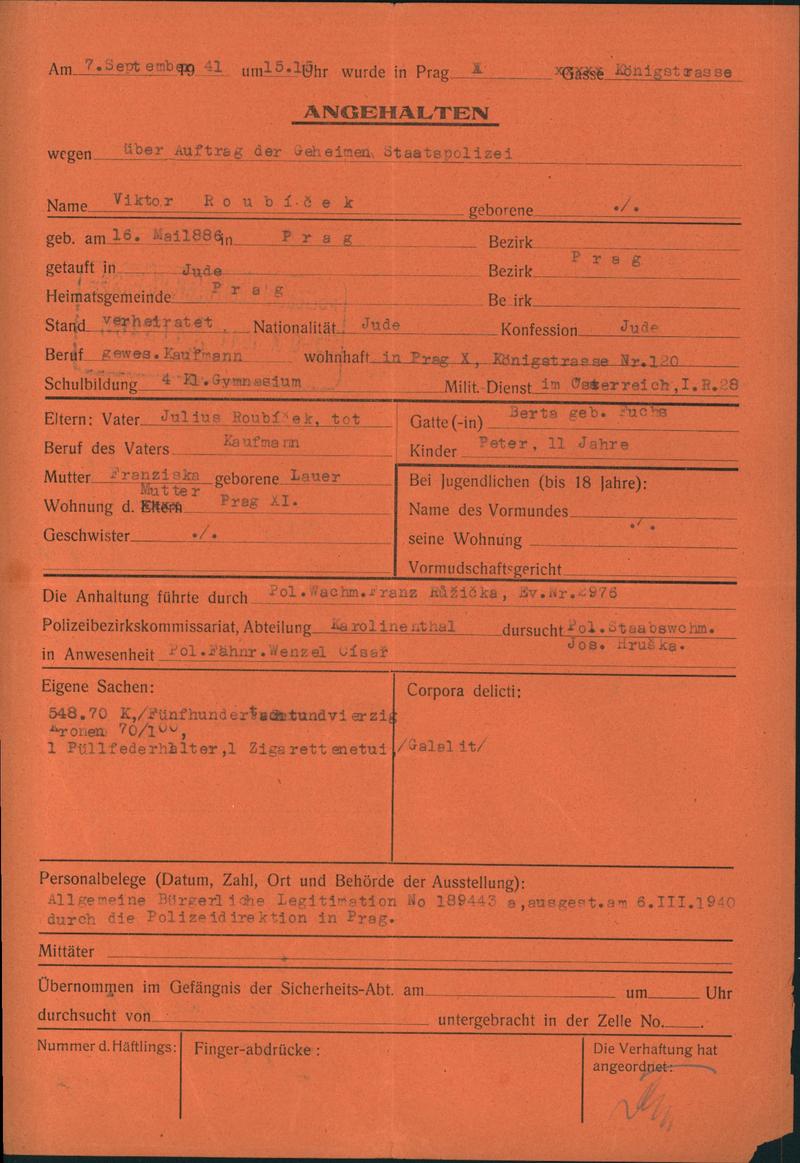 Am 7.September 19 41 um 15.15 Uhr wurde in Prag X Gasse Königstrasse
ANGEHALTEN
wegen über Auftrag der Geheimen Staatspolizei
Name Viktor Roubíček geborene ./.
geb. am 16. Mai 1886 in Prag Bezirk
getauft in Jude Bezirk Prag
Heimatsgemeinde Prag Be irk
Stand verheiratet Nationalität Jude Konfession Jude
Beruf gewes.Kaufmann wohnhaft in Prag X, Königstrasse Nr.120
Schulbildung 4 Kl.Gymnasium Milit.-Dienst im Österreich,I.R.28
Eltern: Vater Julius Roubíček, tot Gatte (-in) Berta geb. Fuchs
Beruf des Vaters Kaufmann Kinder Peter, 11 Jahre
Mutter Franziska geborene Lauer
Wohnung d. Eltern Mutter Prag XI.
Geschwister ./.
Bei Jugendlichen (bis 18 Jahre):
Name des Vormundes
./.
seine Wohnung
Vormudschaftsgericht
Die Anhaltung führte durch Pol.Wachm.Franz Růžička, Ev.Nr.2976
Polizeibezirkskommissariat, Abteilung Karolinenthal dursucht Pol.Staabswchm.
Jos. Hruška.
in Anwesenheit Pol.Fähnr.Wenzel Císař
Eigene Sachen:
548.70 K,/Fünfhundertachtundvierzig
Kronen 70/100,
1 Füllfederhalter,1 Zigarettenetui /Galalit/
Corpora delicti:
Personalbelege (Datum, Zahl, Ort und Behörde der Ausstellung):
Allgemeine Bürgerliche Legitimation No 189443 a,ausgest.am 6.III.1940
durch die Polizeidirektion in Prag.
Mittäter
Übernommen im Gefängnis der Sicherheits-Abt. am um Uhr
durchsucht von untergebracht in der Zelle No.
Nummer d. Häftlings:
Finger-abdrücke :
Die Verhaftung hat
angeordnet: